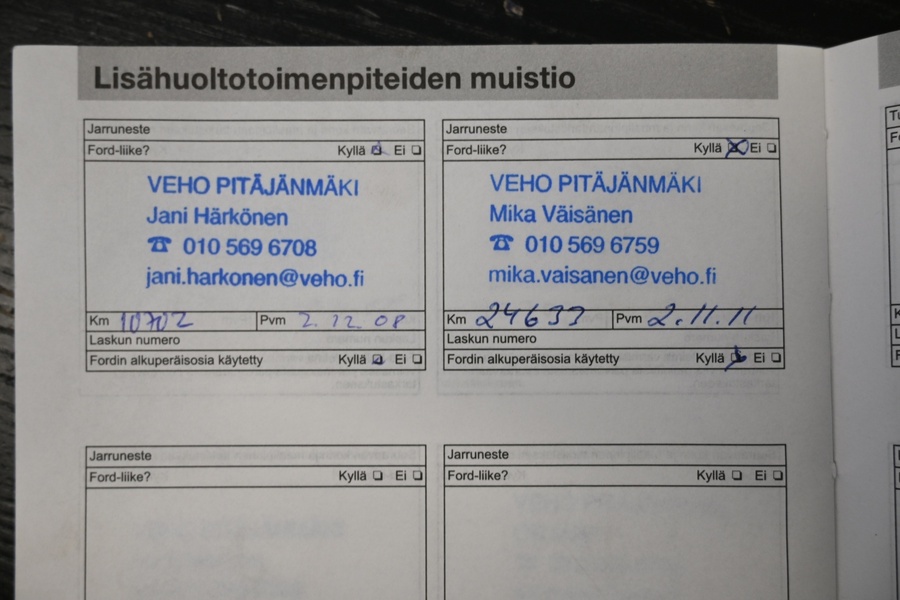 Lisähuoltotoimenpiteiden muistio
Jarruneste
Ford-liike? Kyllä Ei
VEHO PITÄJÄNMÄKI
Jani Härkönen
☎ 010 569 6708
jani.harkonen@veho.fi
Km 10702 Pvm 2.12.08
Laskun numero
Fordin alkuperäisosia käytetty Kyllä Ei
Jarruneste
Ford-liike? Kyllä Ei
VEHO PITÄJÄNMÄKI
Mika Väisänen
☎ 010 569 6759
mika.vaisanen@veho.fi
Km 24633 Pvm 2.11.11
Laskun numero
Fordin alkuperäisosia käytetty Kyllä Ei
Jarruneste
Ford-liike? Kyllä Ei
Jarruneste
Ford-liike? Kyllä Ei